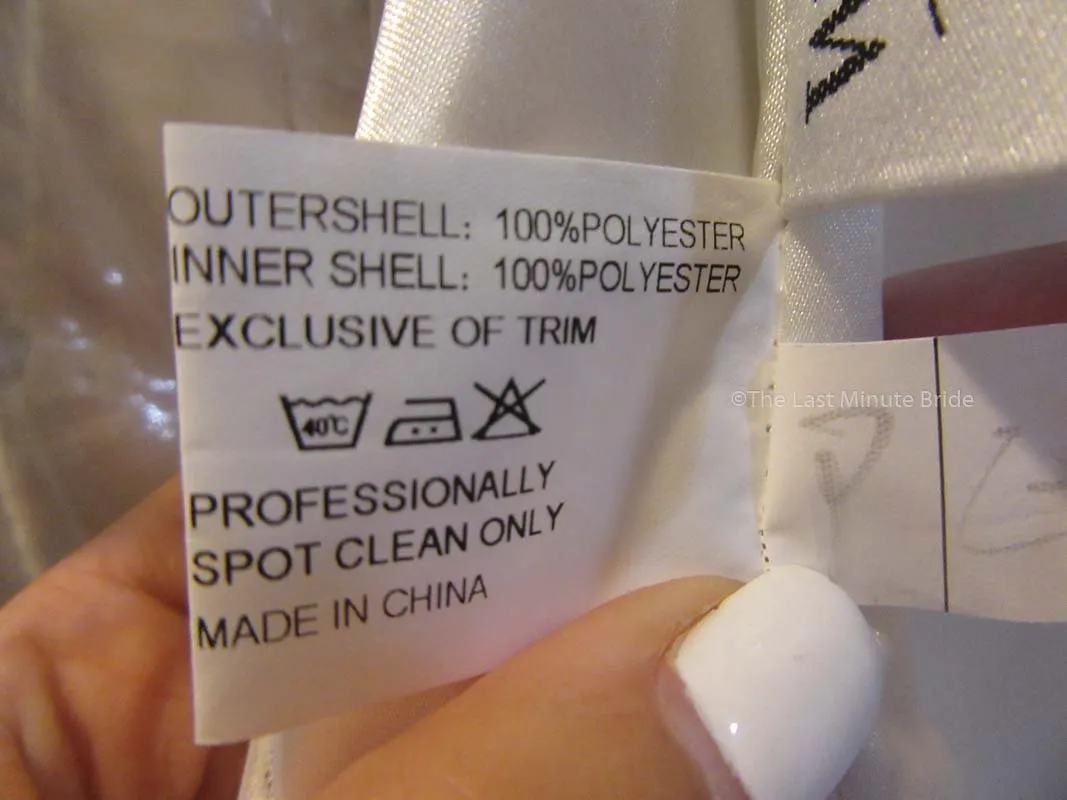 OUTERSHELL: 100%POLYESTER
INNER SHELL: 100%POLYESTER
EXCLUSIVE OF TRIM
40℃
PROFESSIONALLY
SPOT CLEAN ONLY
MADE IN CHINA
©The Last Minute Bride